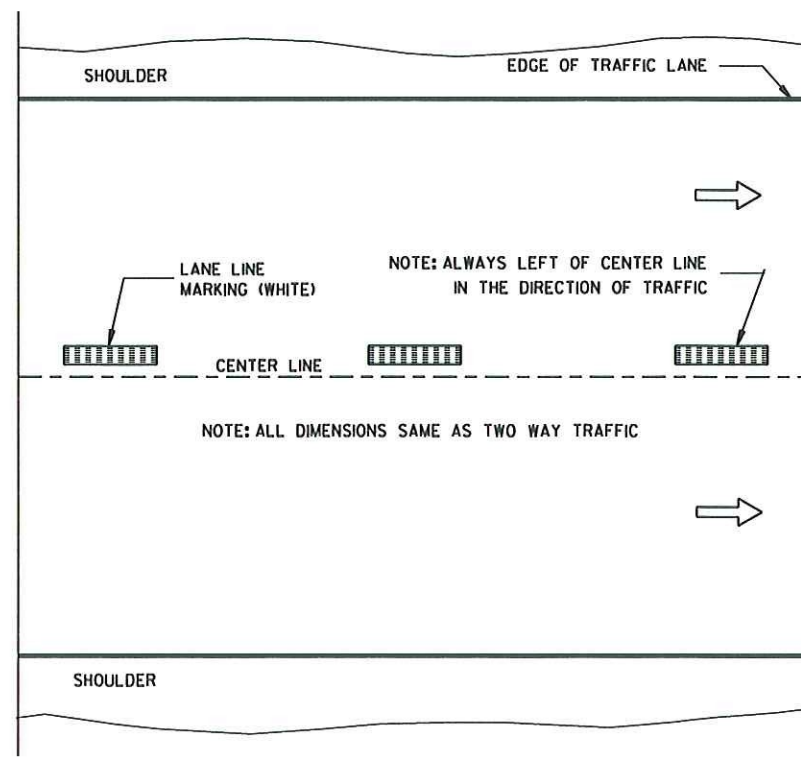 SHOULDER
EDGE OF TRAFFIC LANE
LANE LINE
MARKING (WHITE)
NOTE: ALWAYS LEFT OF CENTER LINE
IN THE DIRECTION OF TRAFFIC
CENTER LINE
NOTE: ALL DIMENSIONS SAME AS TWO WAY TRAFFIC
SHOULDER